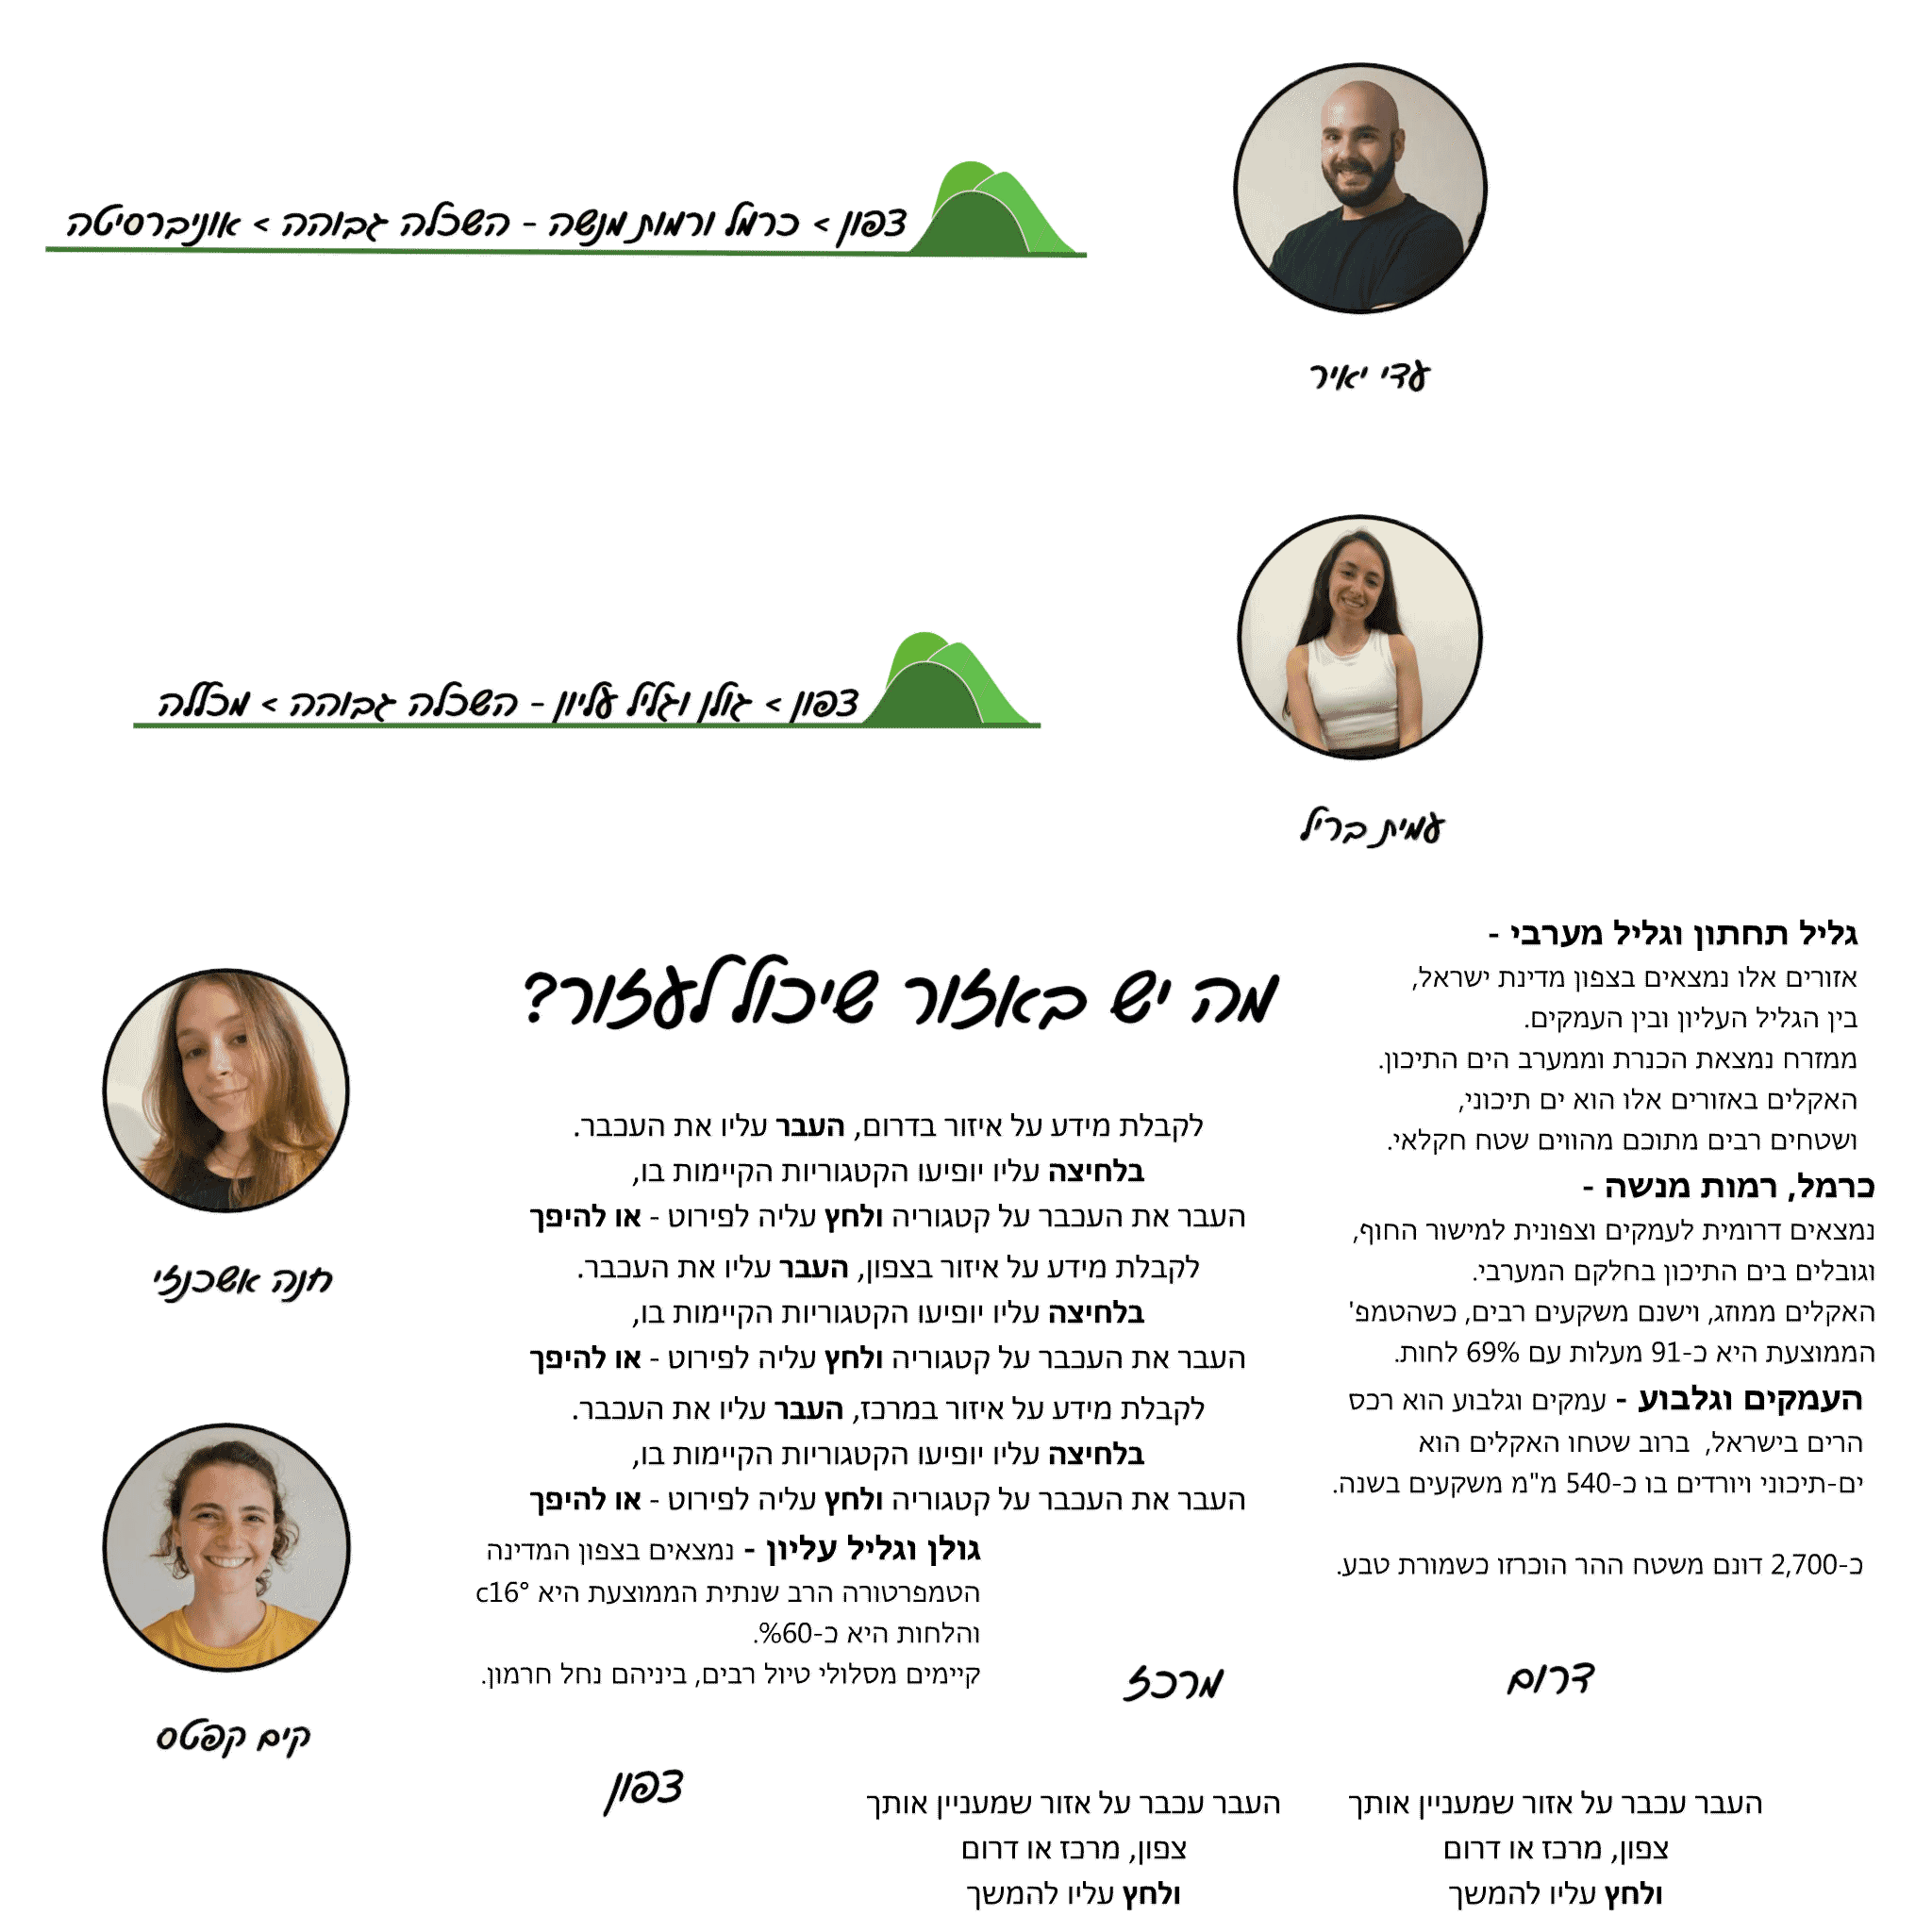 צפון > כרמל ורמות מנשה - השכלה גבוהה > אוניברסיטה
עדי יאיר
צפון > גולן וגליל עליון - השכלה גבוהה > מכללה
עמית בריל
גליל תחתון וגליל מערבי -
אזורים אלו נמצאים בצפון מדינת ישראל,
בין הגליל העליון ובין העמקים.
ממזרח נמצאת הכנרת וממערב הים התיכון.
האקלים באזורים אלו הוא ים תיכוני,
ושטחים רבים מתוכם מהווים שטח חקלאי.
כרמל, רמות מנשה -
נמצאים דרומית לעמקים וצפונית למישור החוף,
וגובלים בים התיכון בחלקם המערבי.
האקלים ממוזג, וישנם משקעים רבים, כשהטמפ'
הממוצעת היא כ-91 מעלות עם 69% לחות.
העמקים וגלבוע - עמקים וגלבוע הוא רכס
הרים בישראל, ברוב שטחו האקלים הוא
ים-תיכוני ויורדים בו כ-540 מ"מ משקעים בשנה.
כ-2,700 דונם משטח ההר הוכרזו כשמורת טבע.
מה יש באזור שיכול לעזור?
לקבלת מידע על איזור בדרום, העבר עליו את העכבר.
בלחיצה עליו יופיעו הקטגוריות הקיימות בו,
העבר את העכבר על קטגוריה ולחץ עליה לפירוט - או להיפך
לקבלת מידע על איזור בצפון, העבר עליו את העכבר.
בלחיצה עליו יופיעו הקטגוריות הקיימות בו,
העבר את העכבר על קטגוריה ולחץ עליה לפירוט - או להיפך
לקבלת מידע על איזור במרכז, העבר עליו את העכבר.
בלחיצה עליו יופיעו הקטגוריות הקיימות בו,
העבר את העכבר על קטגוריה ולחץ עליה לפירוט - או להיפך
גולן וגליל עליון - נמצאים בצפון המדינה
הטמפרטורה הרב שנתית הממוצעת היא c16°
והלחות היא כ-60%.
קיימים מסלולי טיול רבים, ביניהם נחל חרמון.
חנה אשכנזי
קים קפטס
דרום
מרכז
צפון
העבר עכבר על אזור שמעניין אותך
צפון, מרכז או דרום
ולחץ עליו להמשך
העבר עכבר על אזור שמעניין אותך
צפון, מרכז או דרום
ולחץ עליו להמשך